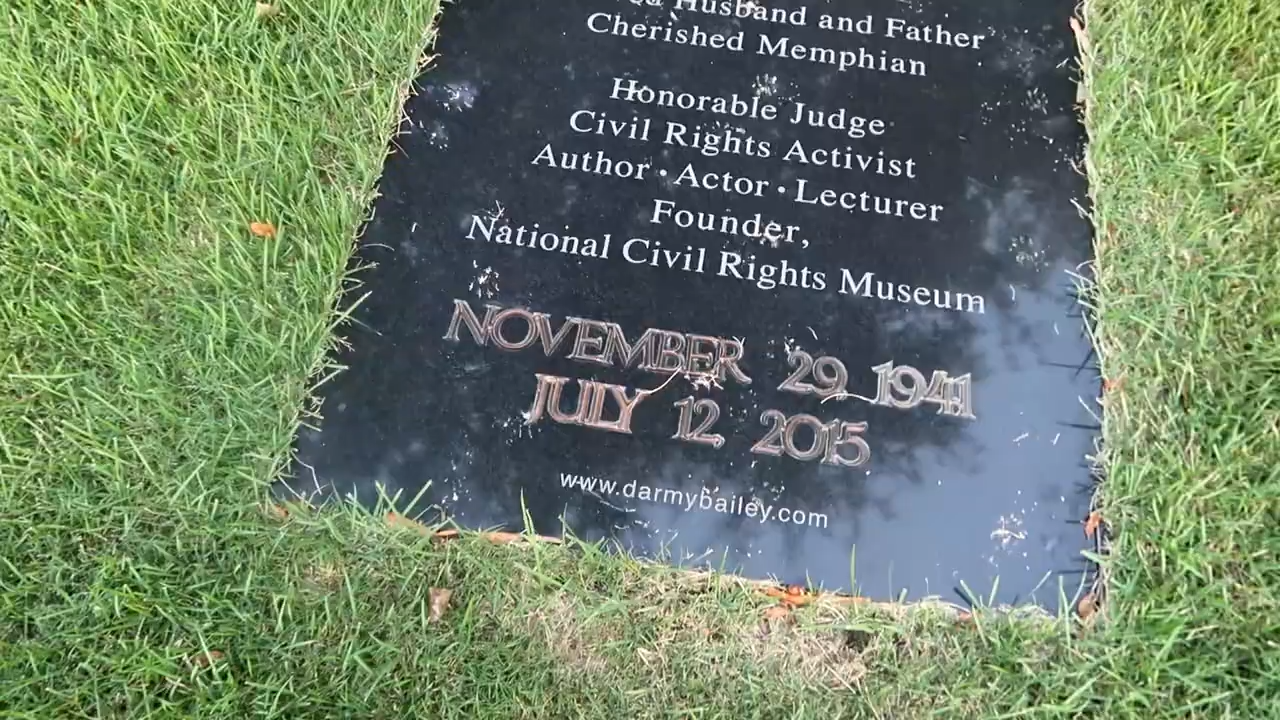 Husband and Father
Cherished Memphian
Honorable Judge
Civil Rights Activist
Author • Actor • Lecturer
Founder,
National Civil Rights Museum
NOVEMBER 29, 1941
JULY 12, 2015
www.darmybailey.com